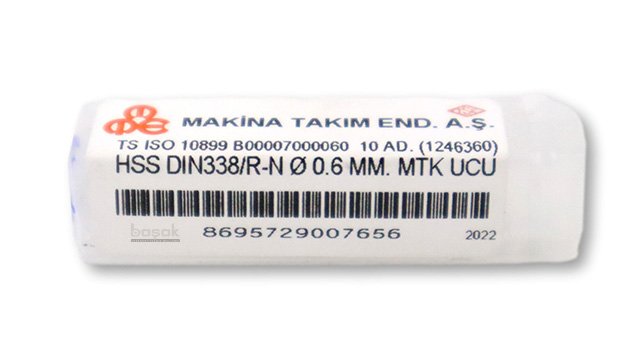 MAKİNA TAKIM END. A.Ş.
TS ISO 10899 B00007000060 10 AD. (1246360)
HSS DIN338/R-N Ø 0.6 MM. MTK UCU
başak
8695729007656
2022